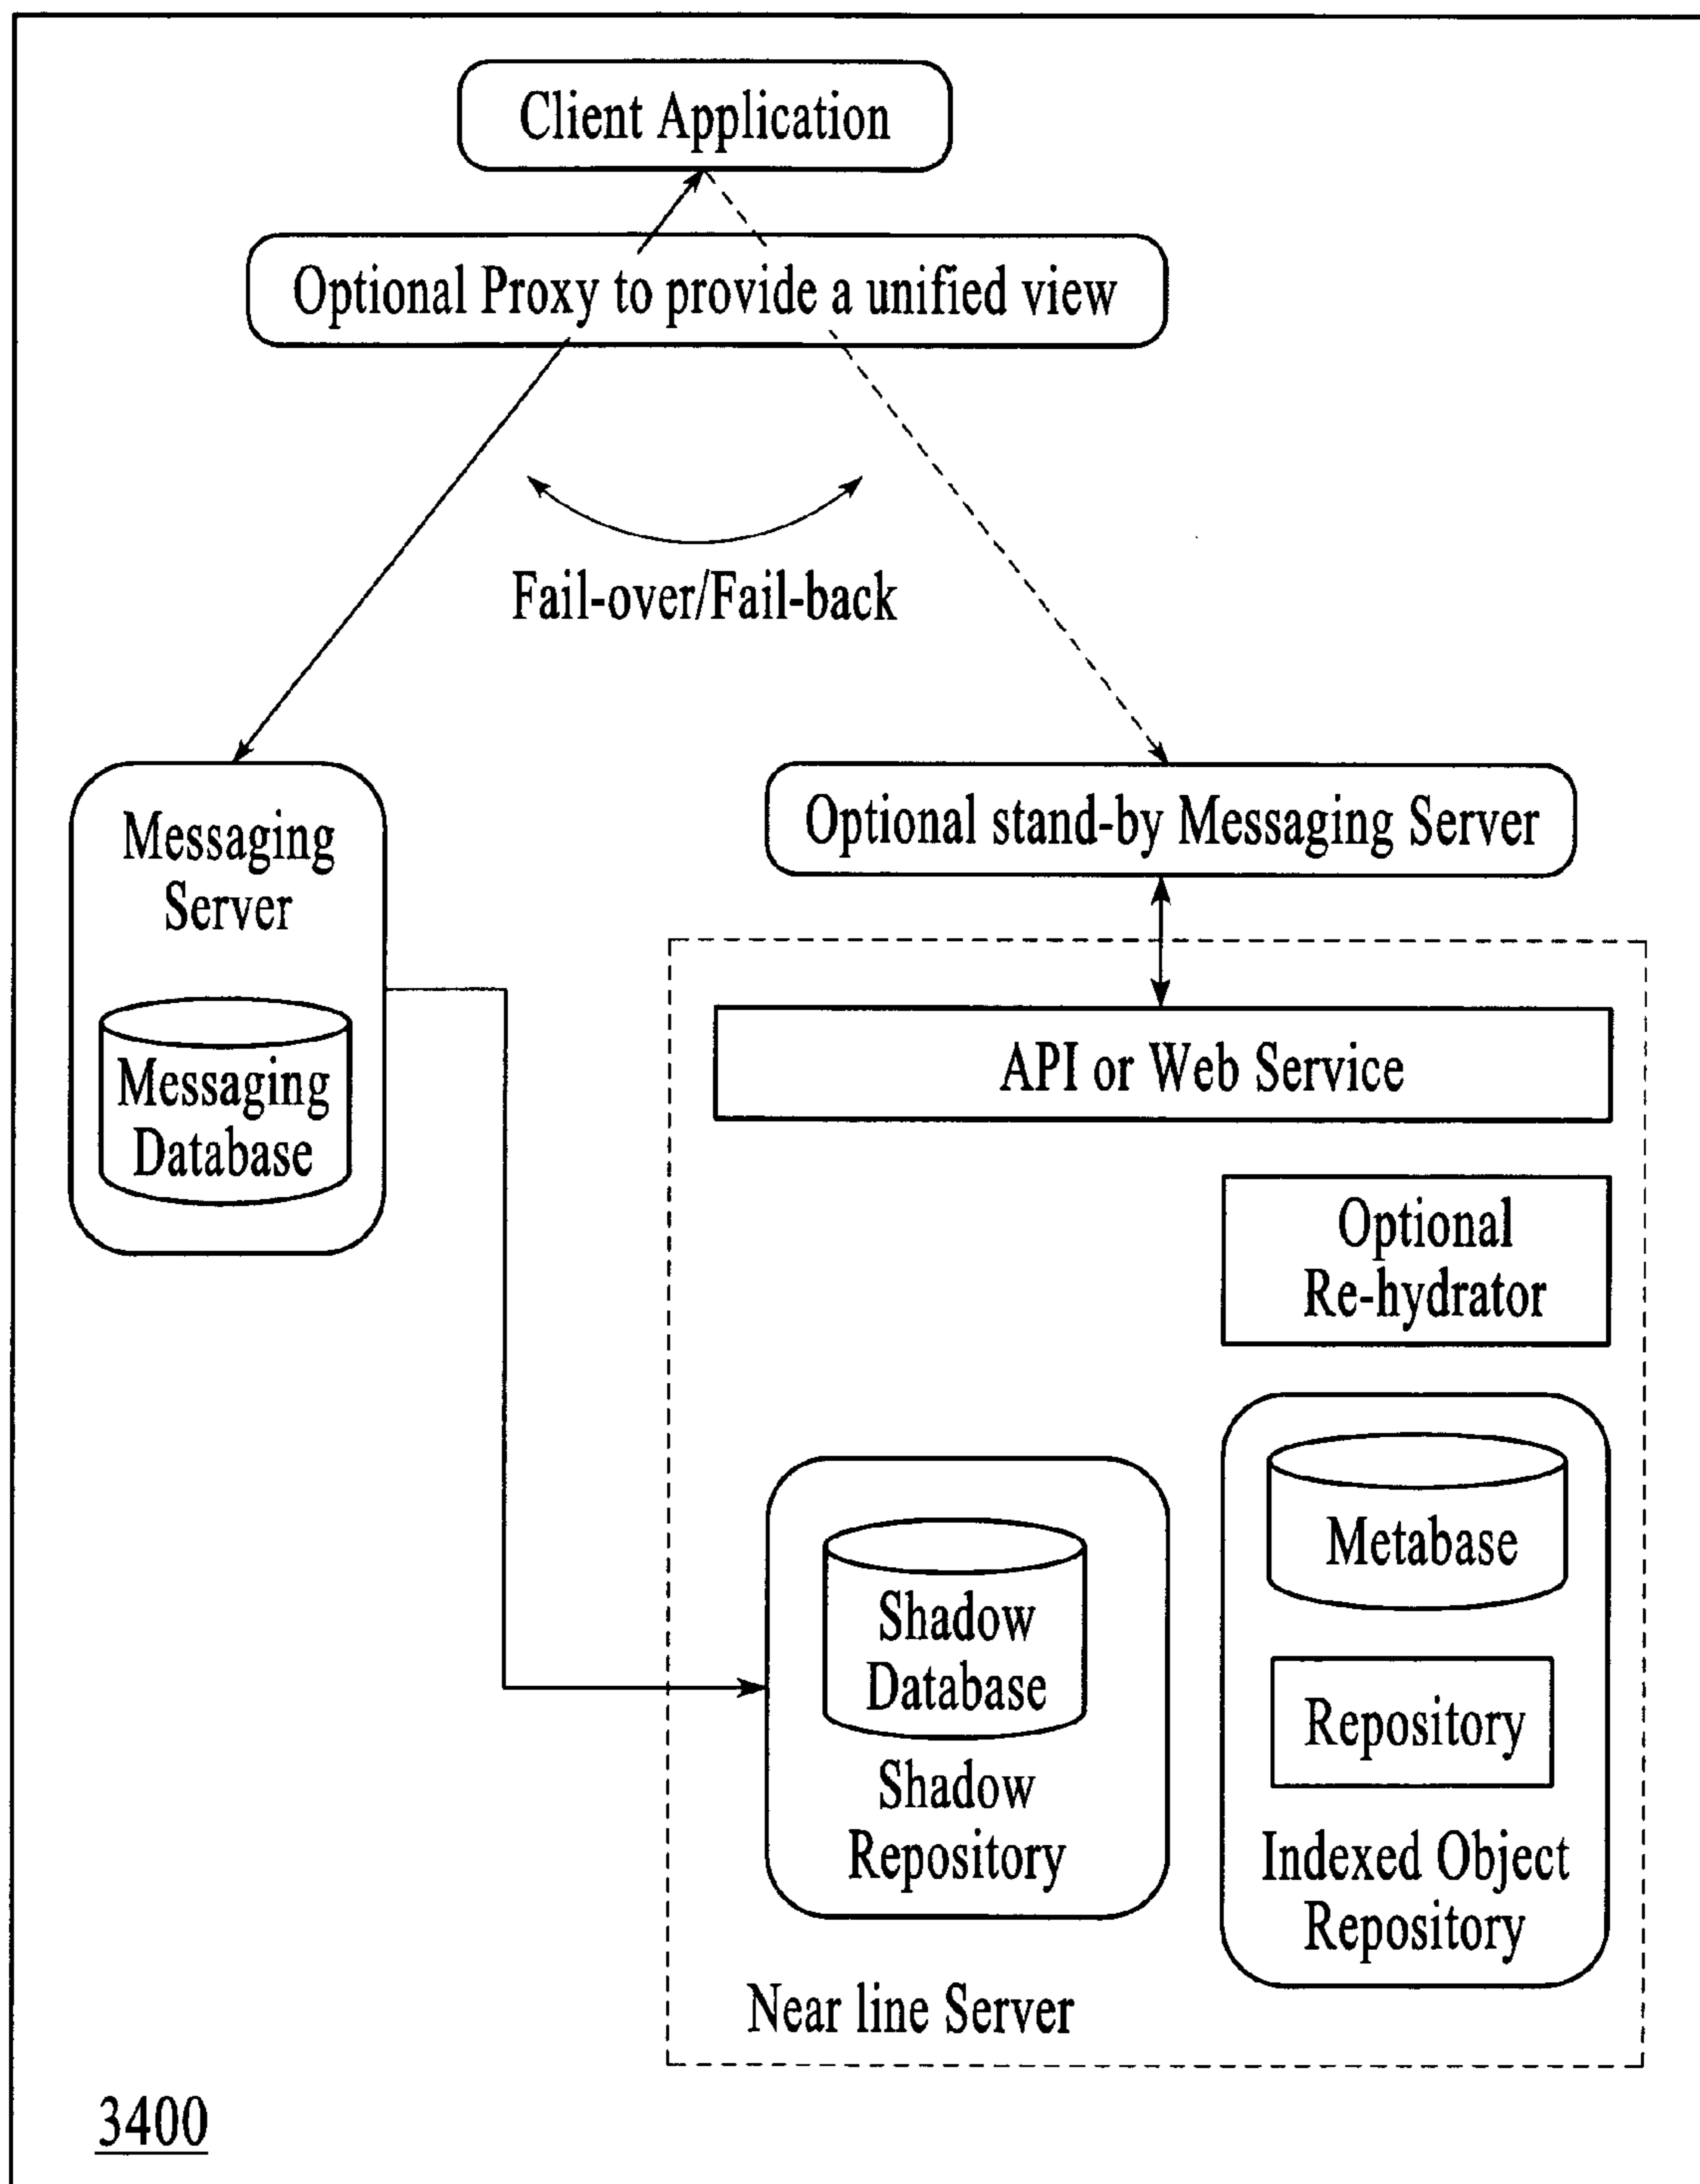 Client Application
Optional Proxy to provide a unified view
Fail-over/Fail-back
Messaging
Server
Messaging
Database
Optional stand-by Messaging Server
API or Web Service
Optional
Re-hydrator
Shadow
Database
Shadow
Repository
Metabase
Repository
Indexed Object
Repository
Near line Server
3400